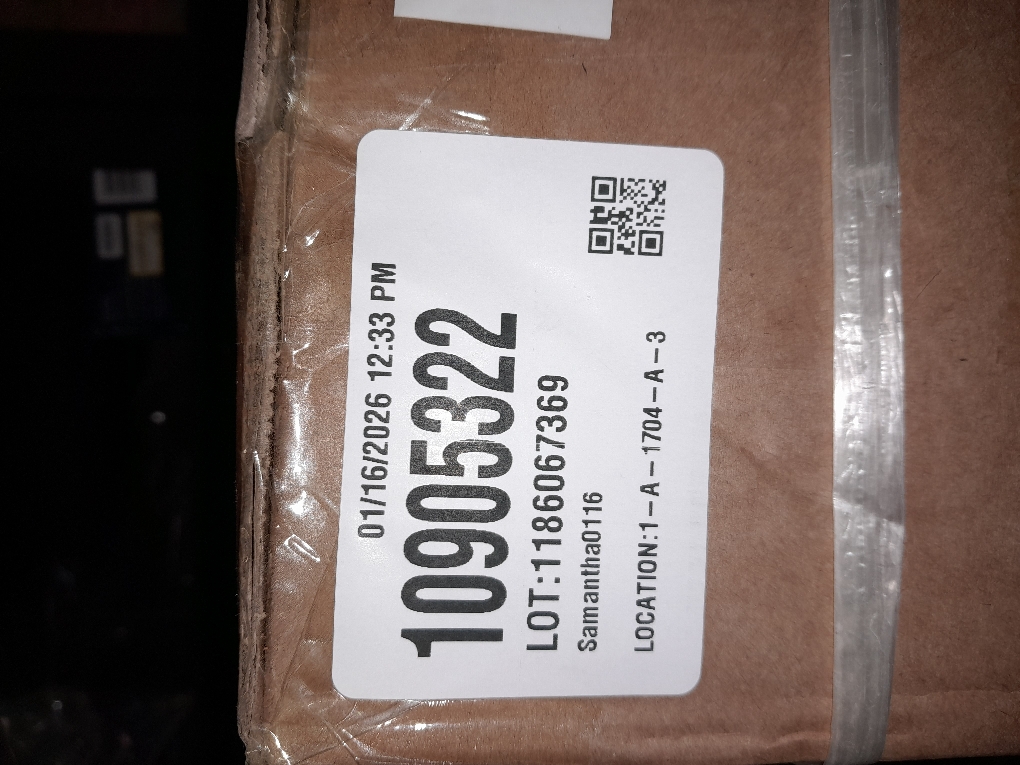 01/16/2026 12:33 PM
10905322
LOT:1186067369
Samantha0116
LOCATION:1-A-1704-A-3